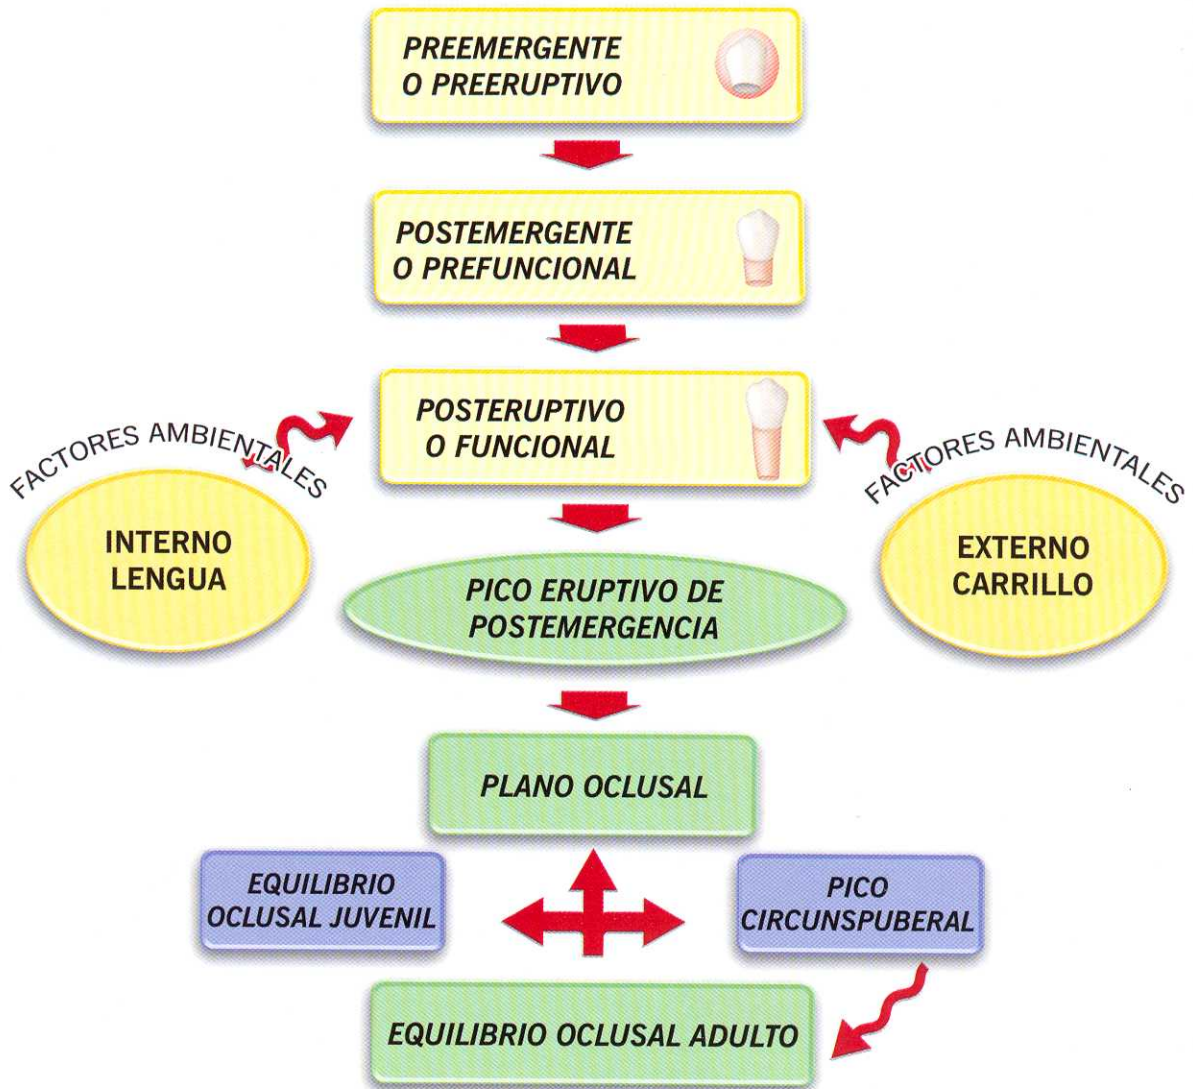 PREEMERGENTE
O PREERUPTIVO
POSTEMERGENTE
O PREFUNCIONAL
POSTERUPTIVO
O FUNCIONAL
FACTORES AMBIENTALES
INTERNO
LENGUA
FACTORES AMBIENTALES
EXTERNO
CARRILLO
PICO ERUPTIVO DE
POSTEMERGENCIA
PLANO OCLUSAL
EQUILIBRIO
OCLUSAL JUVENIL
PICO
CIRCUNSPUBERAL
EQUILIBRIO OCLUSAL ADULTO